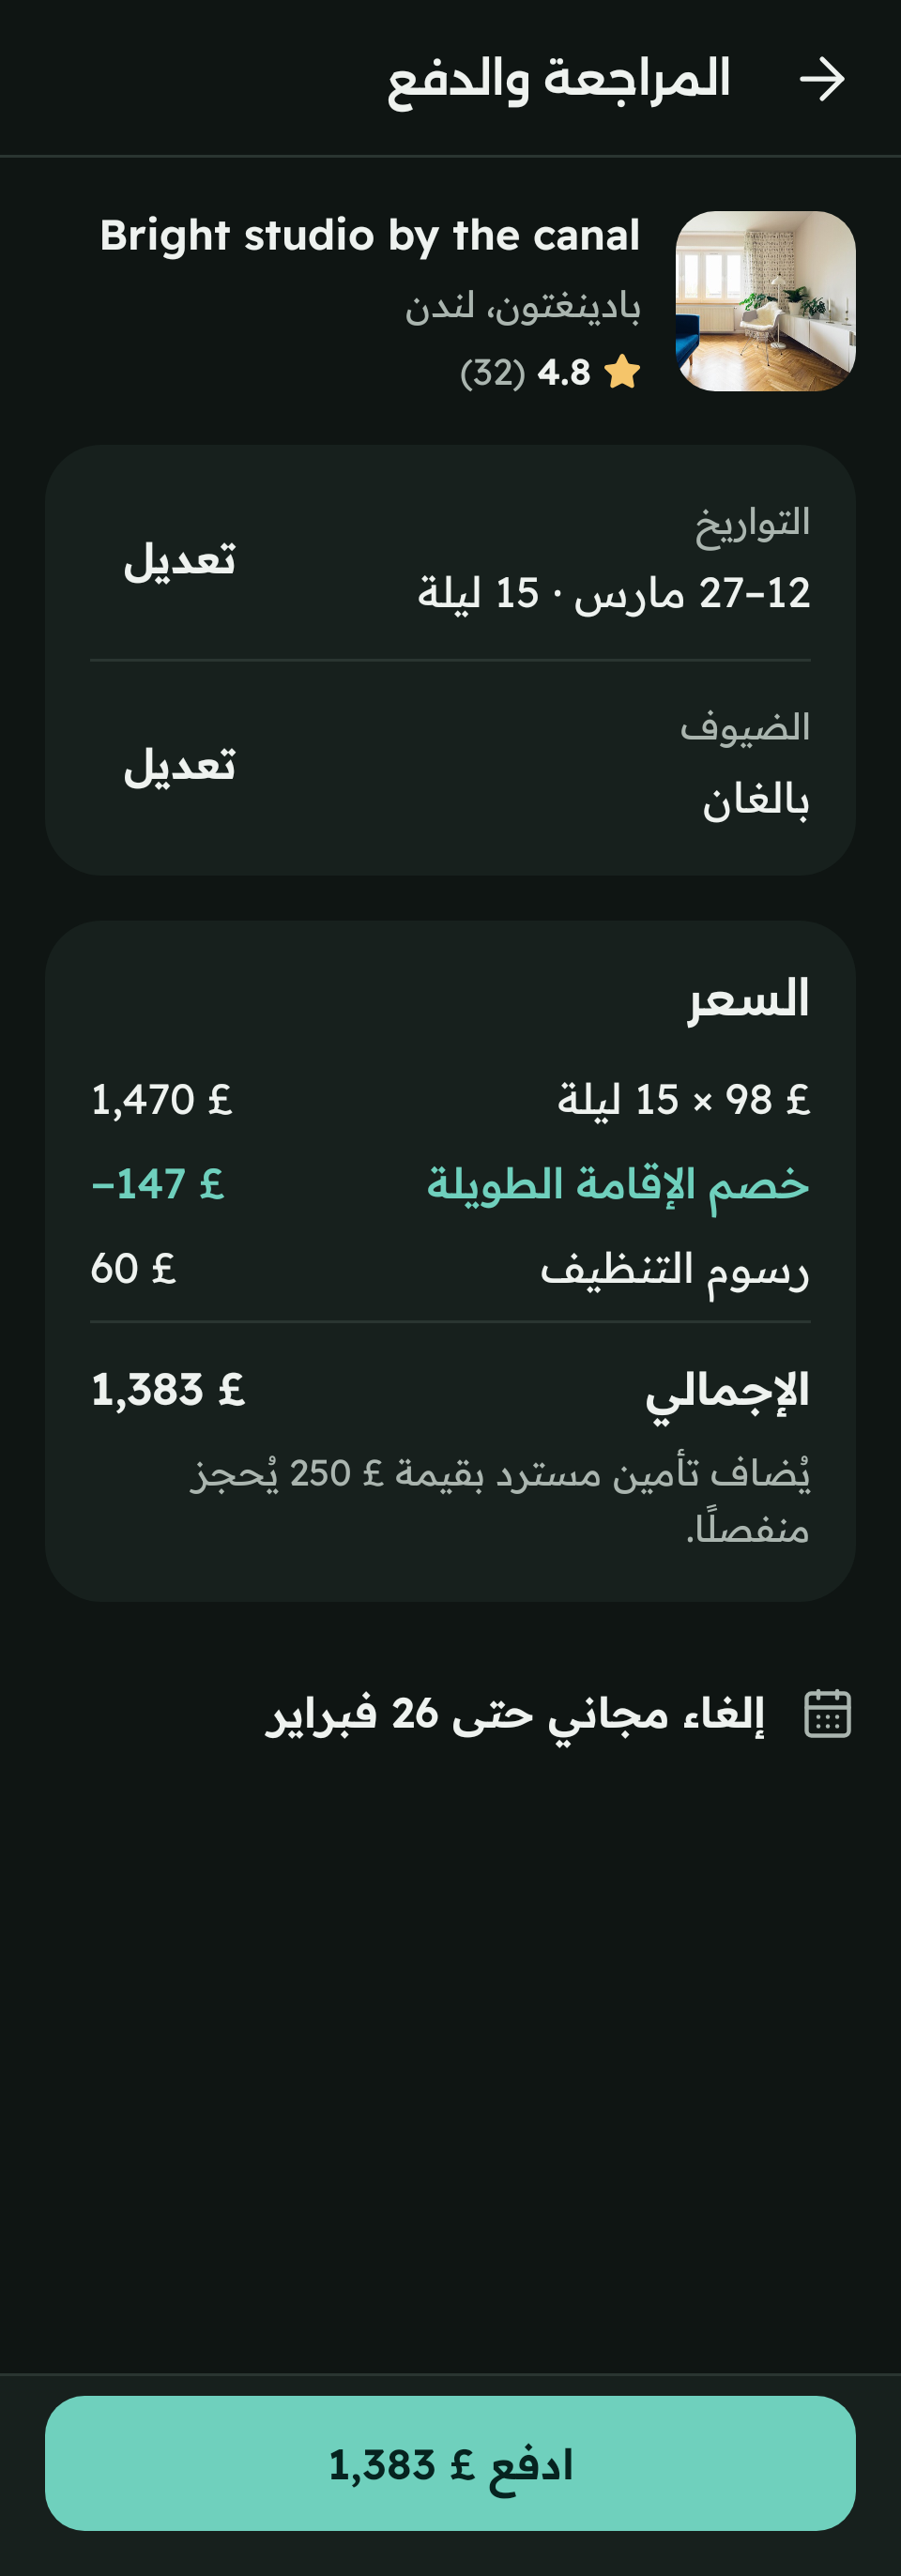 المراجعة والدفع
Bright studio by the canal
بادينغتون، لندن
4.8 (32)
التواريخ
12–27 مارس · 15 ليلة
تعديل
الضيوف
بالغان
تعديل
السعر
£ 98 × 15 ليلة
1,470 £
خصم الإقامة الطويلة
−147 £
رسوم التنظيف
60 £
الإجمالي
1,383 £
يُضاف تأمين مسترد بقيمة £ 250 يُحجز
منفصلًا.
إلغاء مجاني حتى 26 فبراير
ادفع £ 1,383